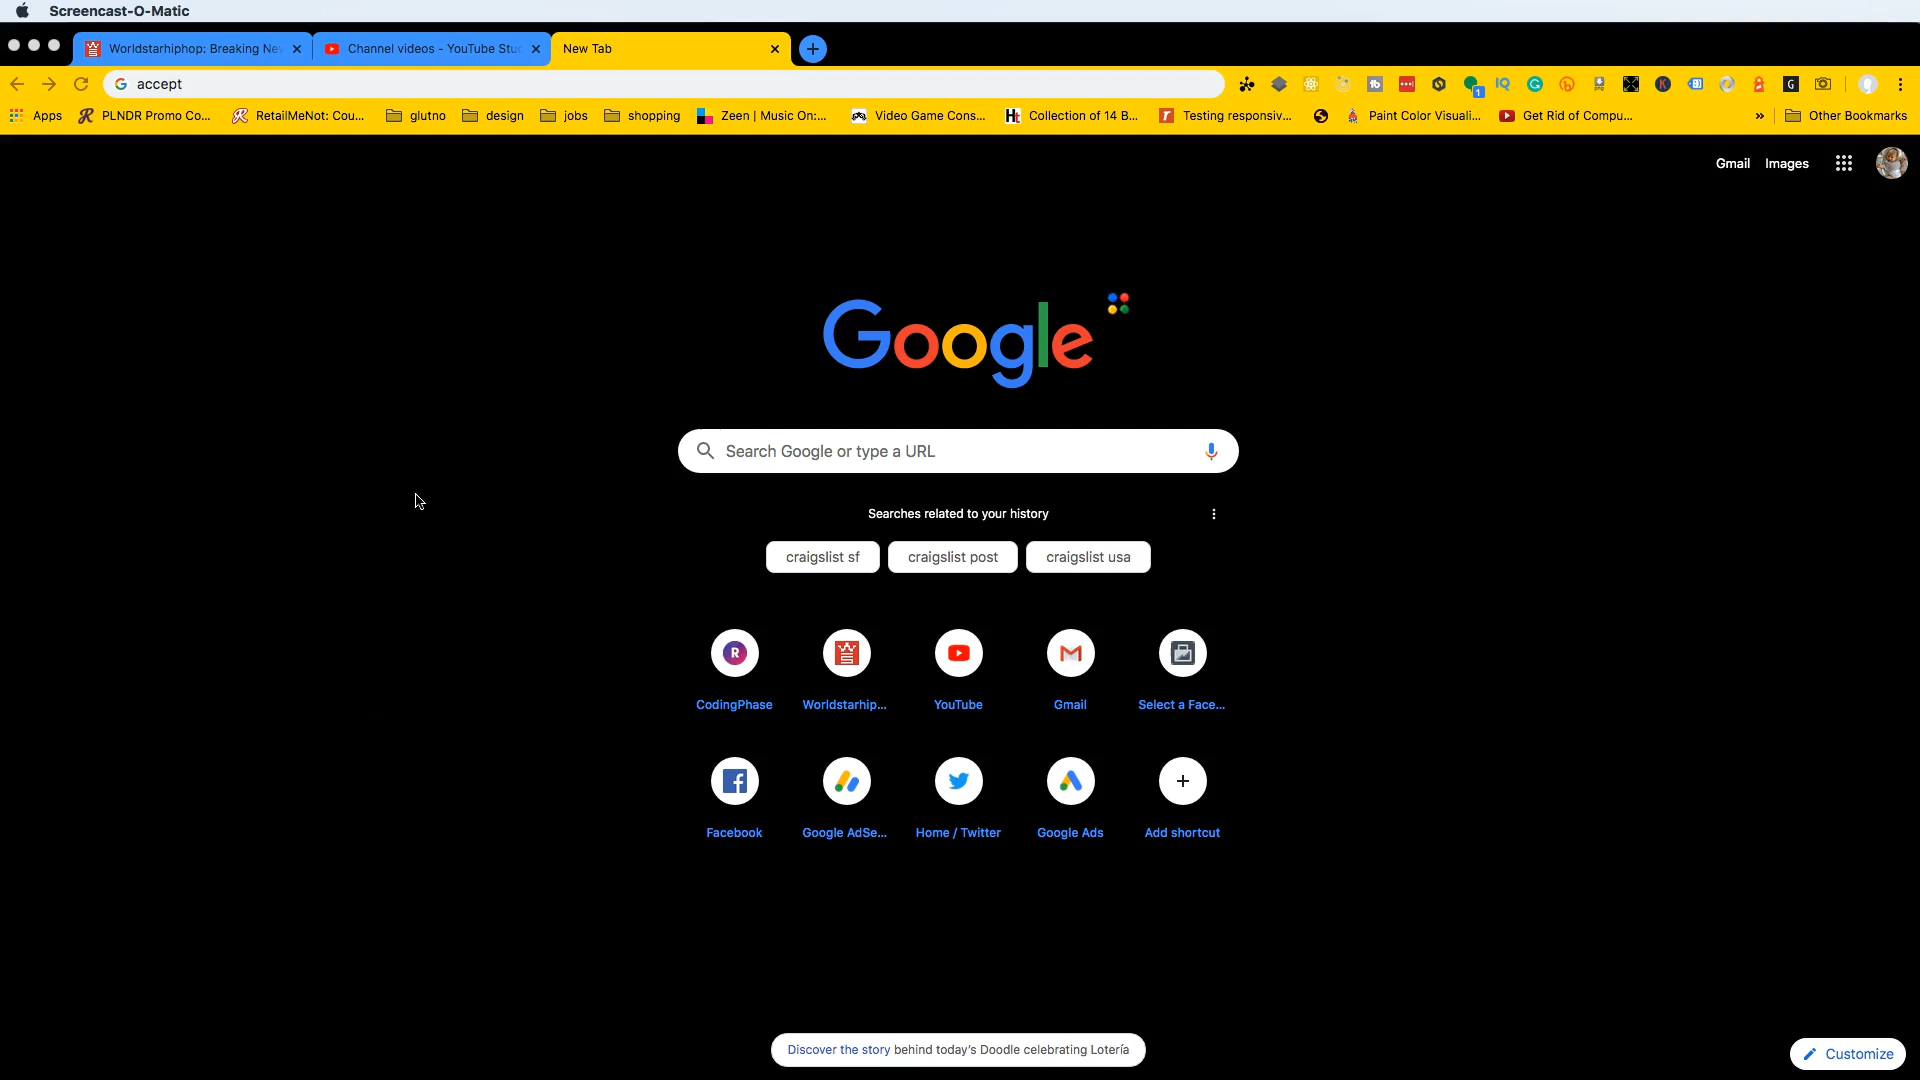 Screencast-O-Matic
Worldstarhiphop: Breaking Ne
Channel videos - YouTube Stu
New Tab
accept
Apps
PLNDR Promo Co...
RetailMeNot: Cou...
glutno
design
jobs
shopping
Zeen | Music On:...
Video Game Cons...
Ht
Collection of 14 B...
Testing responsiv...
Paint Color Visuali...
Get Rid of Compu...
»
Other Bookmarks
Gmail
Images
Google
Search Google or type a URL
Searches related to your history
craigslist sf
craigslist post
craigslist usa
R
CodingPhase
Worldstarhip...
YouTube
Gmail
Select a Face...
Facebook
Google AdSe...
Home / Twitter
Google Ads
Add shortcut
Discover the story behind today's Doodle celebrating Lotería
Customize